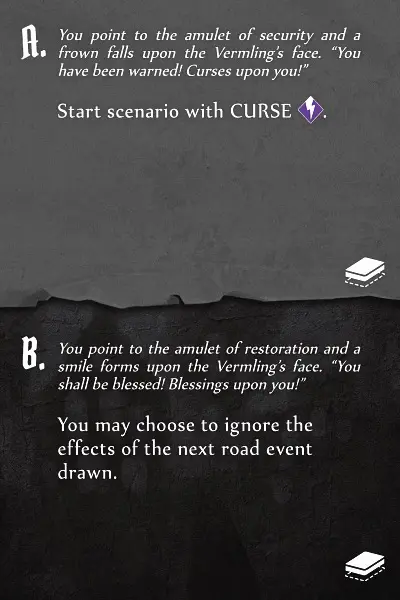 A. You point to the amulet of security and a
frown falls upon the Vermling's face. “You
have been warned! Curses upon you!”
Start scenario with CURSE .
B. You point to the amulet of restoration and a
smile forms upon the Vermling's face. “You
shall be blessed! Blessings upon you!”
You may choose to ignore the
effects of the next road event
drawn.